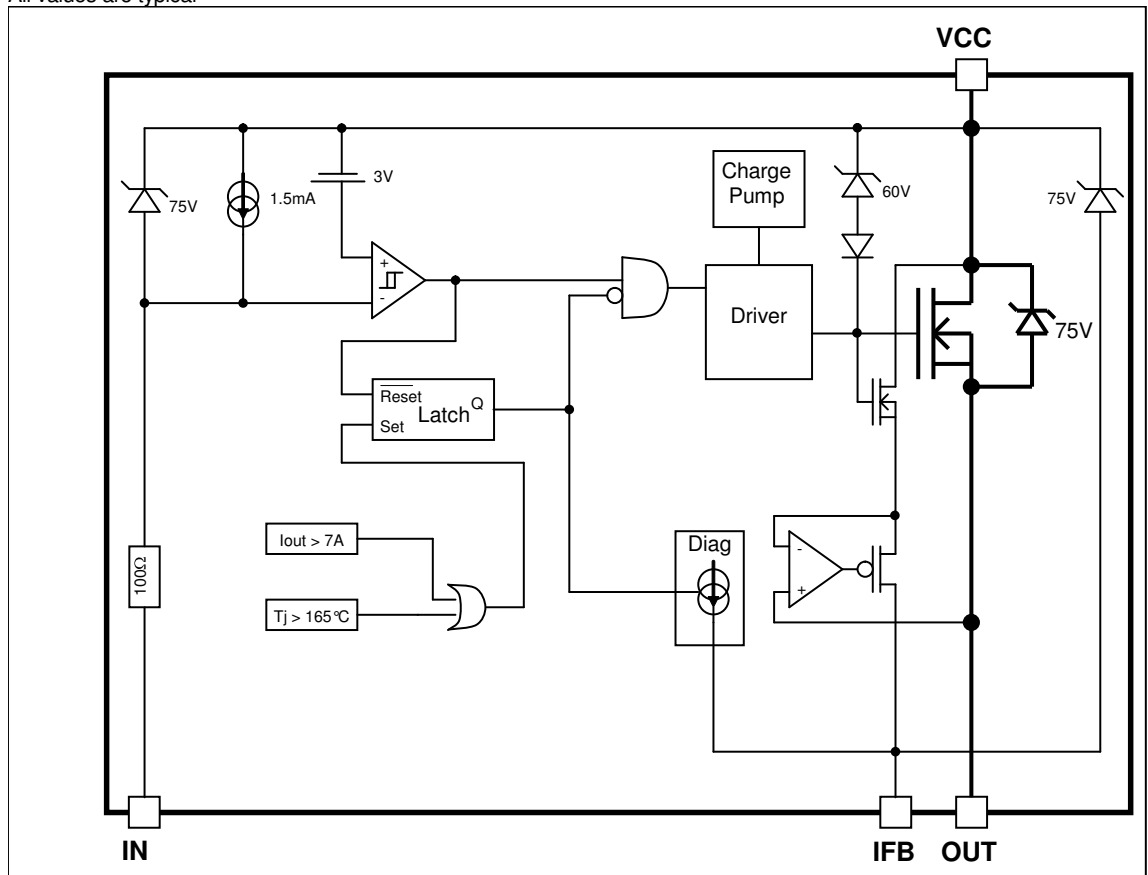 All values are typical
VCC
75V
1.5mA
3V
Charge
Pump
60V
75V
+
-
Driver
75V
Reset
Latch
Q
Set
Iout > 7A
Tj > 165°C
100Ω
Diag
-
+
IN
IFB
OUT